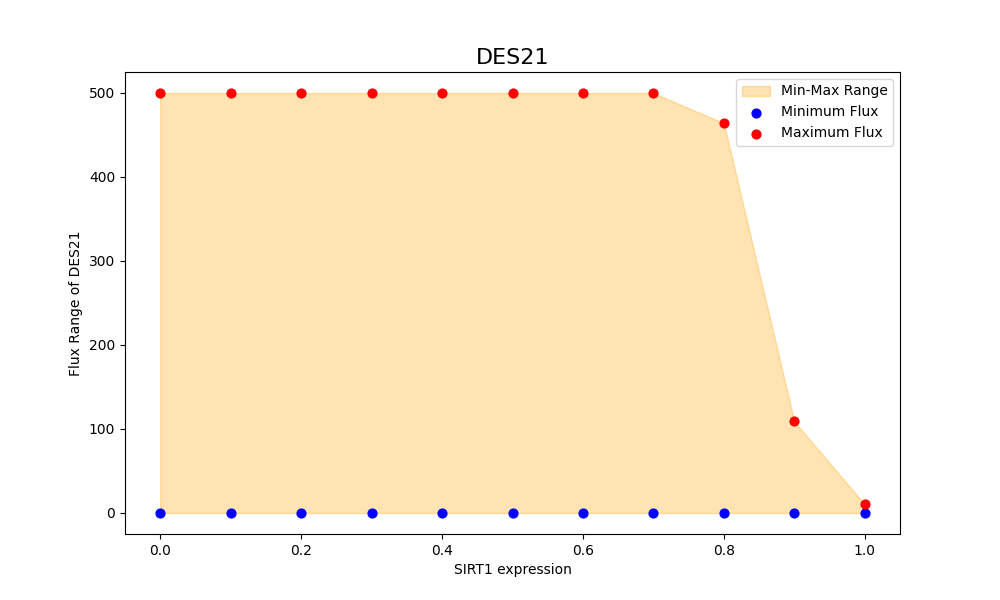 DES21
Min-Max Range
Minimum Flux
Maximum Flux
Flux Range of DES21
500
400
300
200
100
0
0.0 0.2 0.4 0.6 0.8 1.0
SIRT1 expression